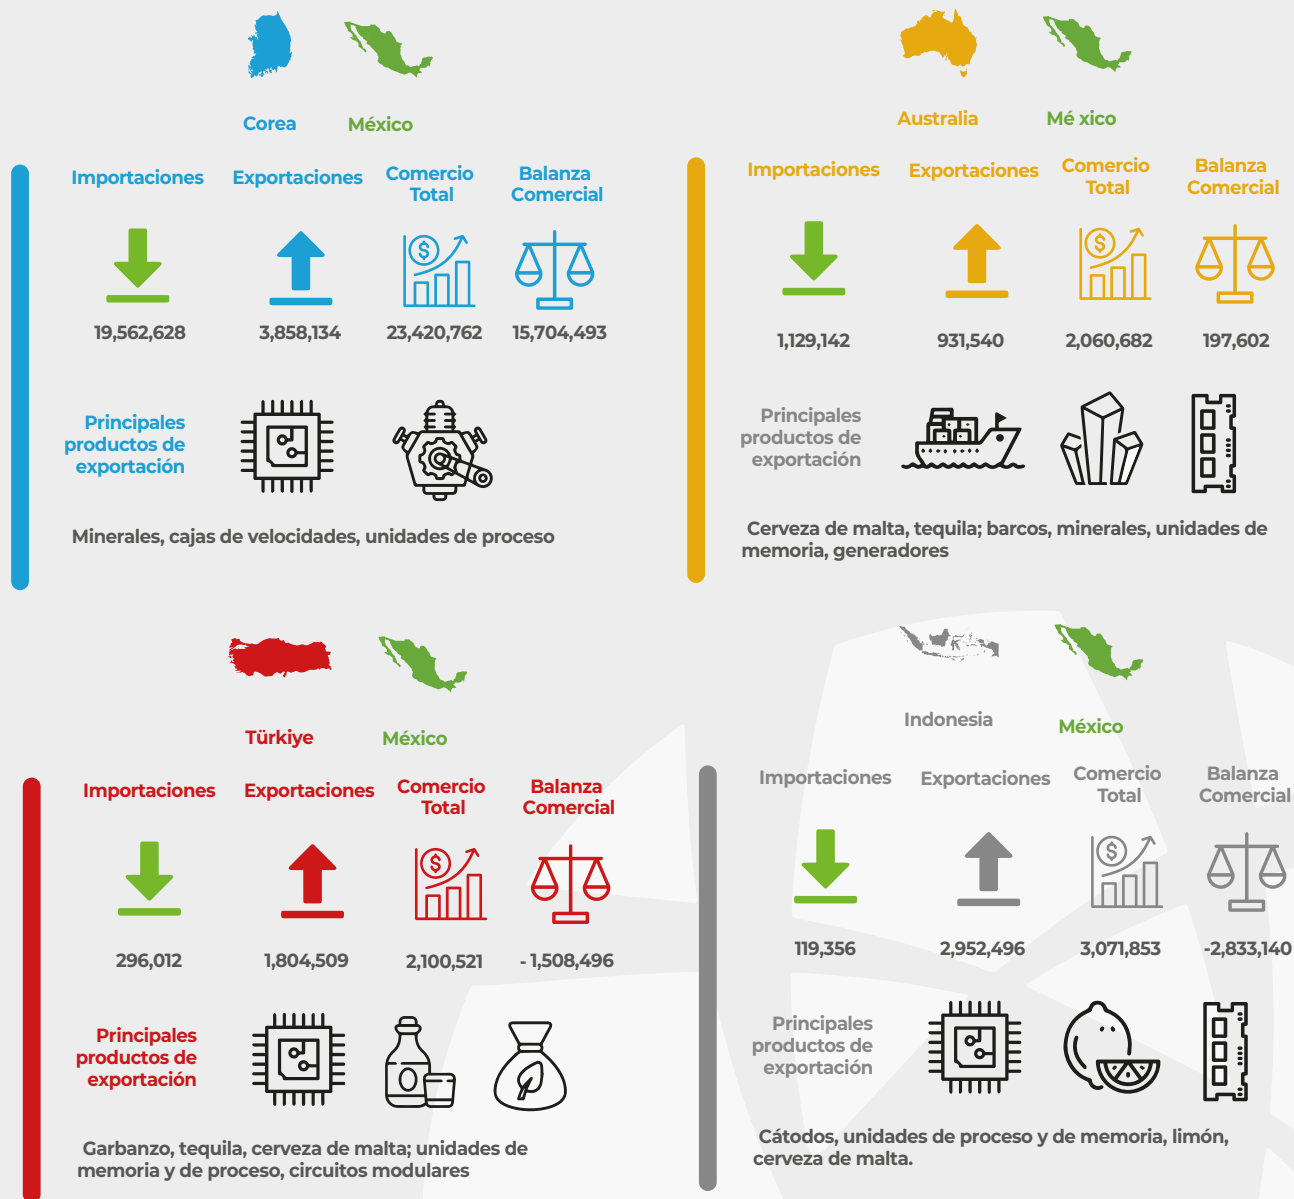 Corea
México
Importaciones
Exportaciones
Comercio
Total
Balanza
Comercial
$
19,562,628
3,858,134
23,420,762
15,704,493
Principales
productos de
exportación
Minerales, cajas de velocidades, unidades de proceso
Australia
Mé xico
Importaciones
Exportaciones
Comercio
Total
Balanza
Comercial
$
1,129,142
931,540
2,060,682
197,602
Principales
productos de
exportación
Cerveza de malta, tequila; barcos, minerales, unidades de
memoria, generadores
Türkiye
México
Importaciones
Exportaciones
Comercio
Total
Balanza
Comercial
$
296,012
1,804,509
2,100,521
- 1,508,496
Principales
productos de
exportación
Garbanzo, tequila, cerveza de malta; unidades de
memoria y de proceso, circuitos modulares
Indonesia
México
Importaciones
Exportaciones
Comercio
Total
Balanza
Comercial
$
119,356
2,952,496
3,071,853
-2,833,140
Principales
productos de
exportación
Cátodos, unidades de proceso y de memoria, limón,
cerveza de malta.